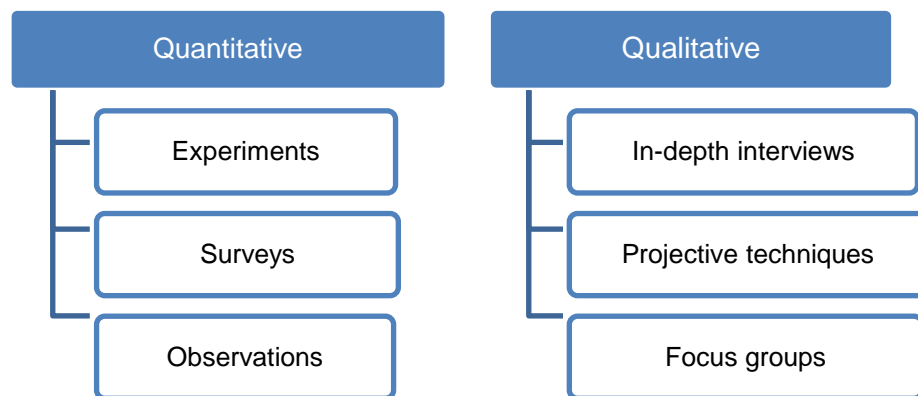 Quantitative
Experiments
Surveys
Observations
Qualitative
In-depth interviews
Projective techniques
Focus groups